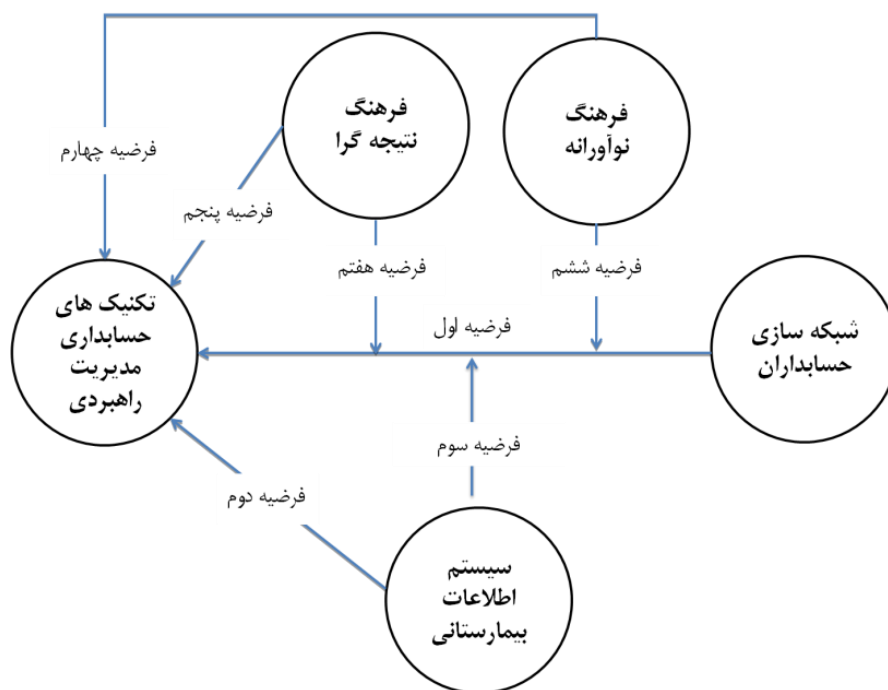 فرهنگ
نوآورانه
فرهنگ
نتیجه گرا
فرضیه چهارم
فرضیه پنجم
فرضیه ششم
فرضیه هفتم
فرضیه اول
شبکه سازی
حسابداران
تکنیک های
حسابداری
مدیریت
راهبردی
فرضیه سوم
فرضیه دوم
سیستم
اطلاعات
بیمارستانی